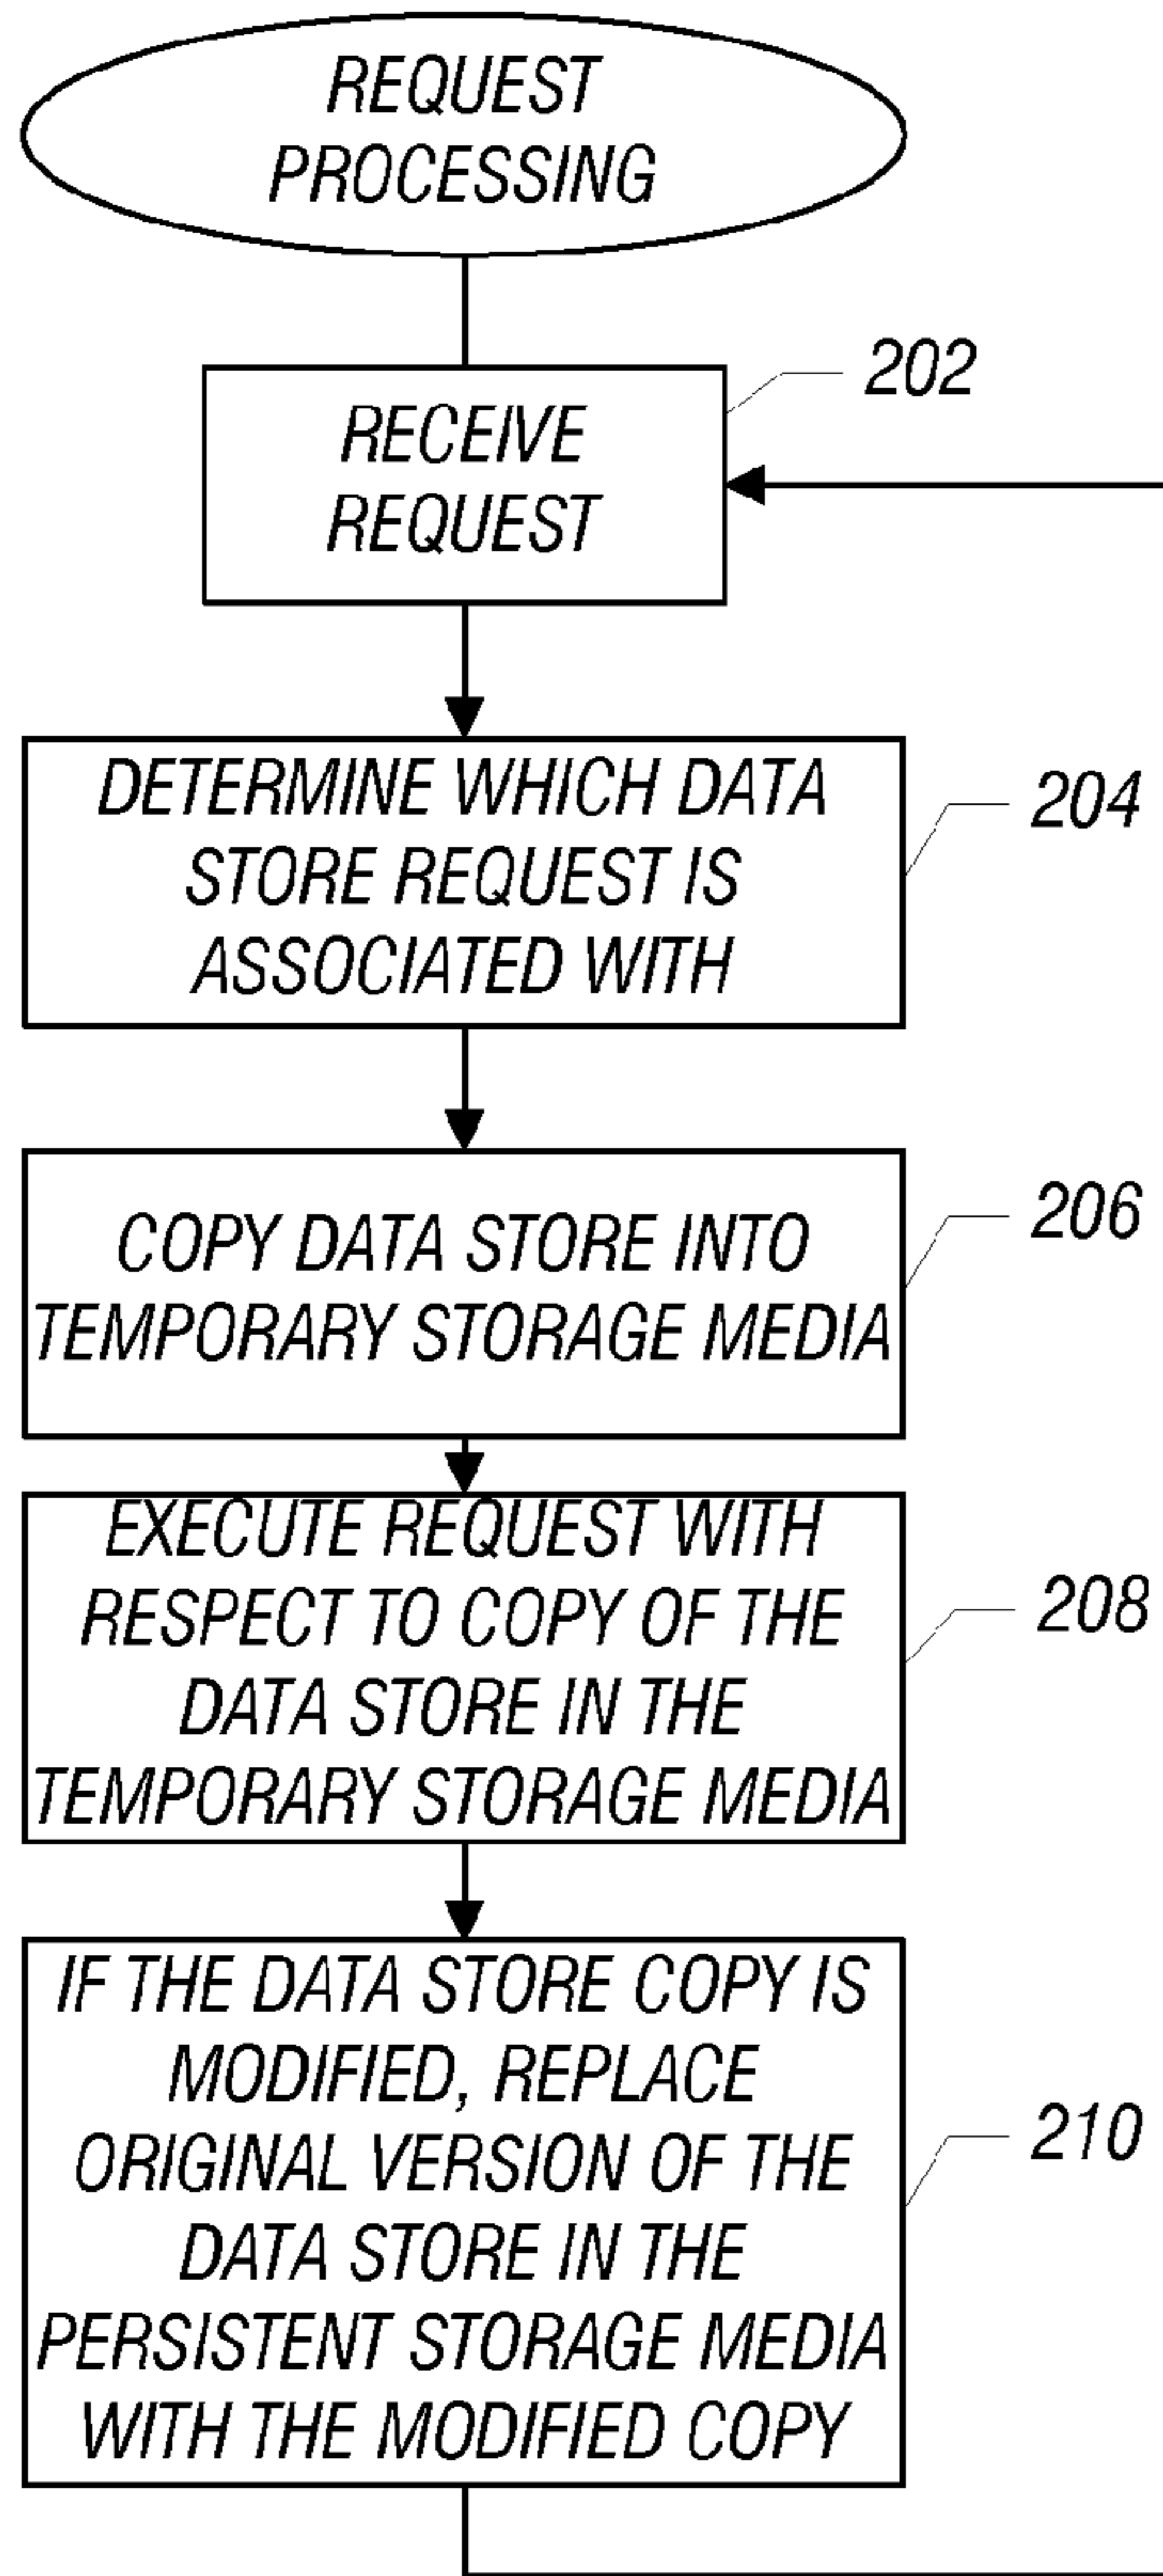 REQUEST
PROCESSING
202
RECEIVE
REQUEST
DETERMINE WHICH DATA
STORE REQUEST IS
ASSOCIATED WITH
204
COPY DATA STORE INTO
TEMPORARY STORAGE MEDIA
206
EXECUTE REQUEST WITH
RESPECT TO COPY OF THE
DATA STORE IN THE
TEMPORARY STORAGE MEDIA
208
IF THE DATA STORE COPY IS
MODIFIED, REPLACE
ORIGINAL VERSION OF THE
DATA STORE IN THE
PERSISTENT STORAGE MEDIA
WITH THE MODIFIED COPY
210